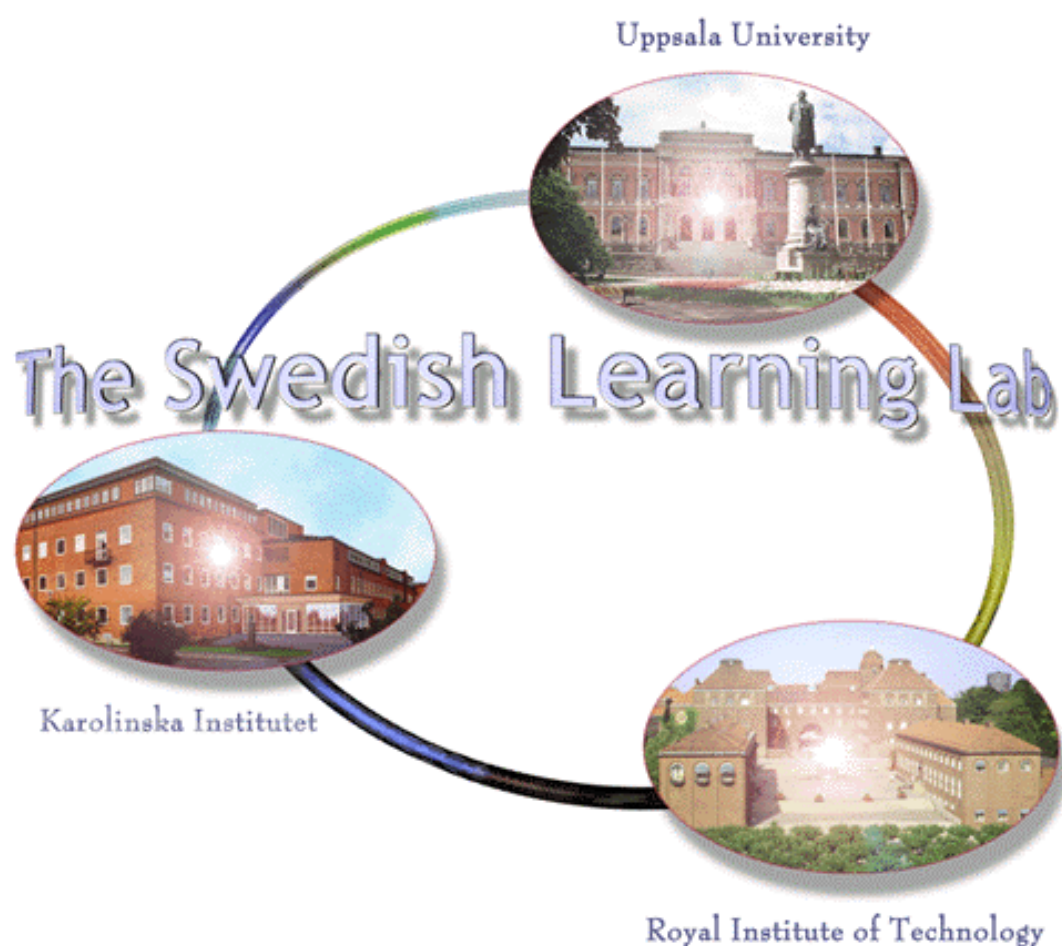 Uppsala University
The Swedish Learning Lab
Karolinska Institutet
Royal Institute of Technology